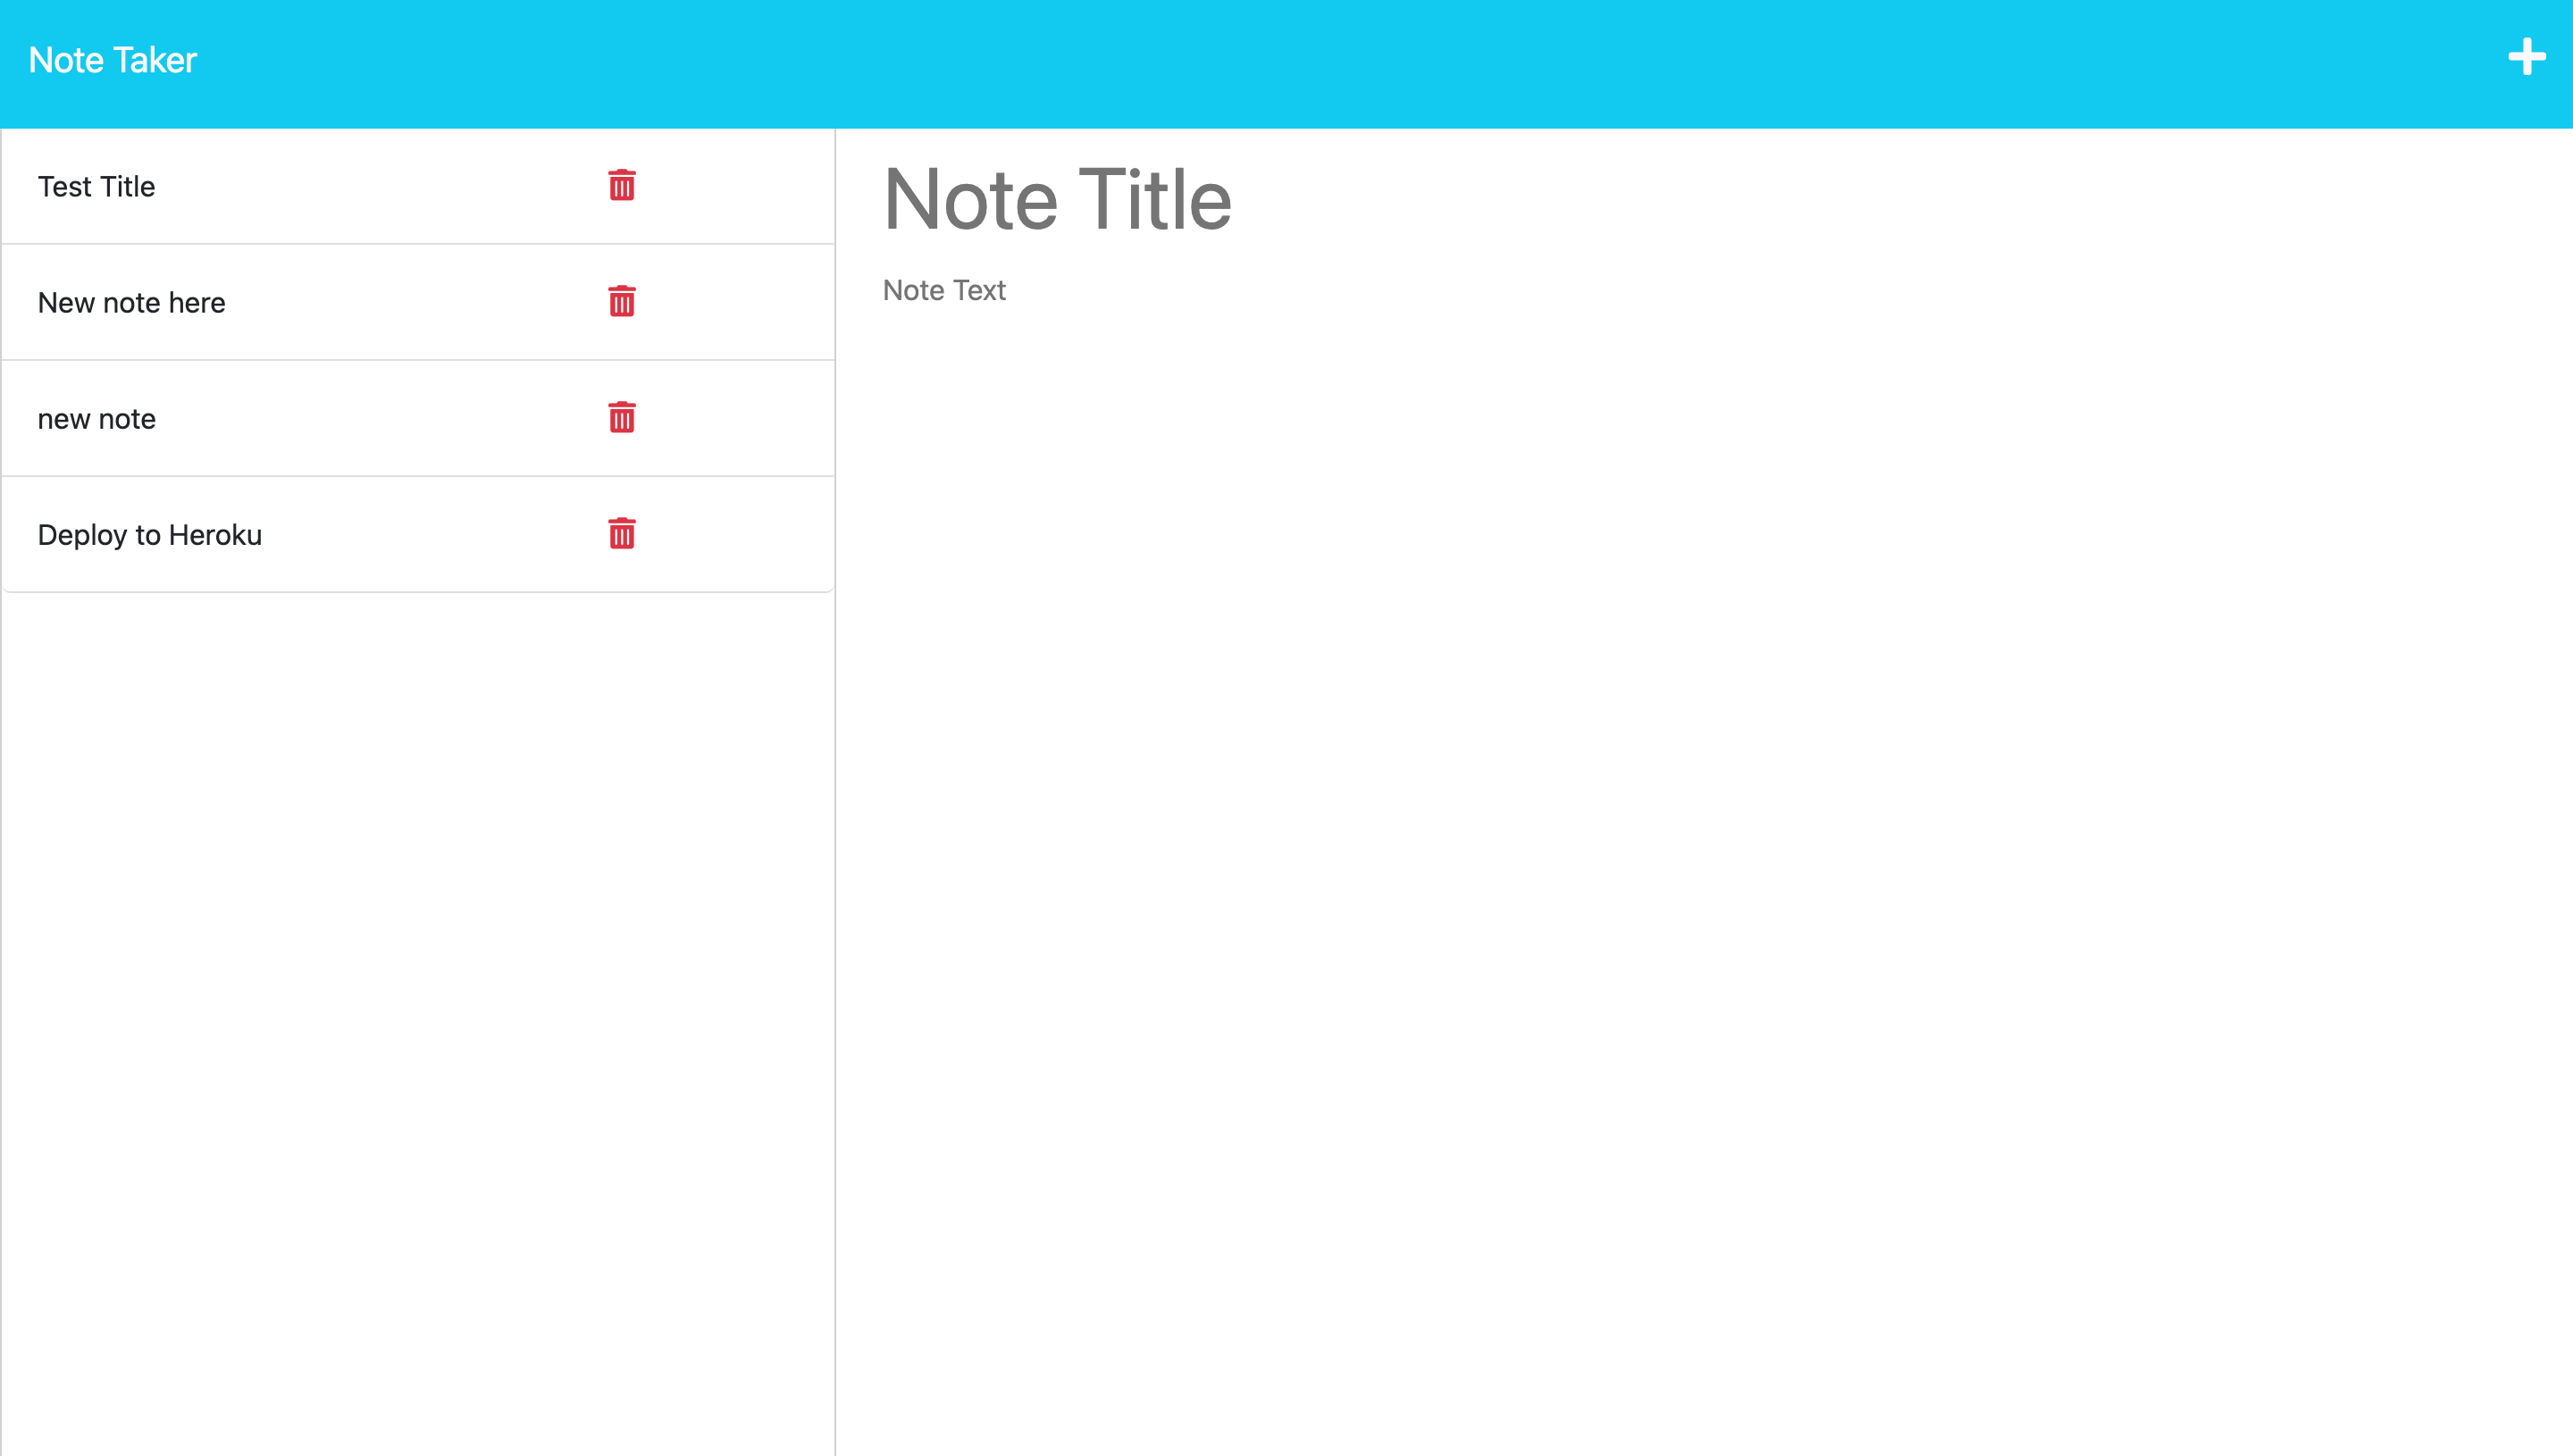 Note Taker
Test Title
New note here
new note
Deploy to Heroku
Note Title
Note Text